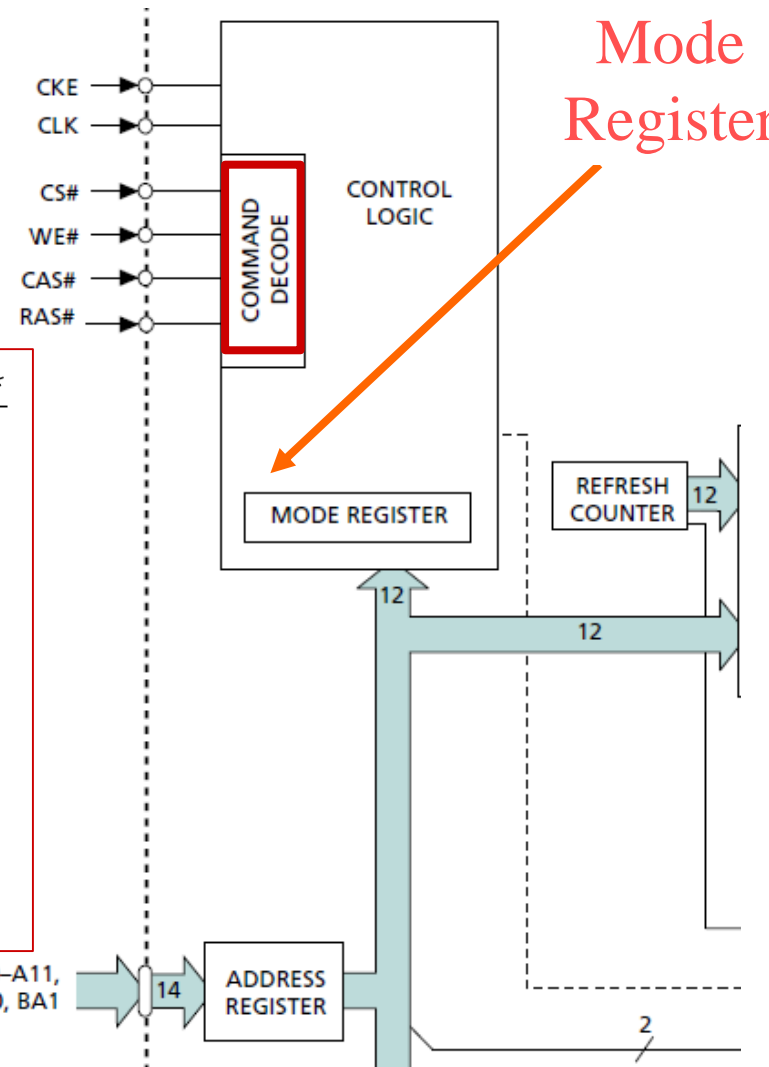 Mode
Register
CKE
CLK
CS#
WE#
CAS#
RAS#
COMMAND
DECODE
CONTROL
LOGIC
MODE REGISTER
REFRESH
COUNTER
12
12
12
–A11,
, BA1
14
ADDRESS
REGISTER
2